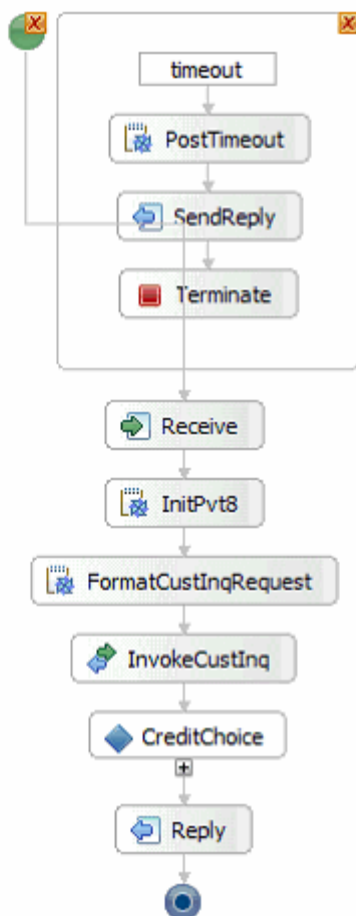 timeout
PostTimeout
SendReply
Terminate
Receive
InitPvt8
FormatCustInqRequest
InvokeCustInq
CreditChoice
Reply